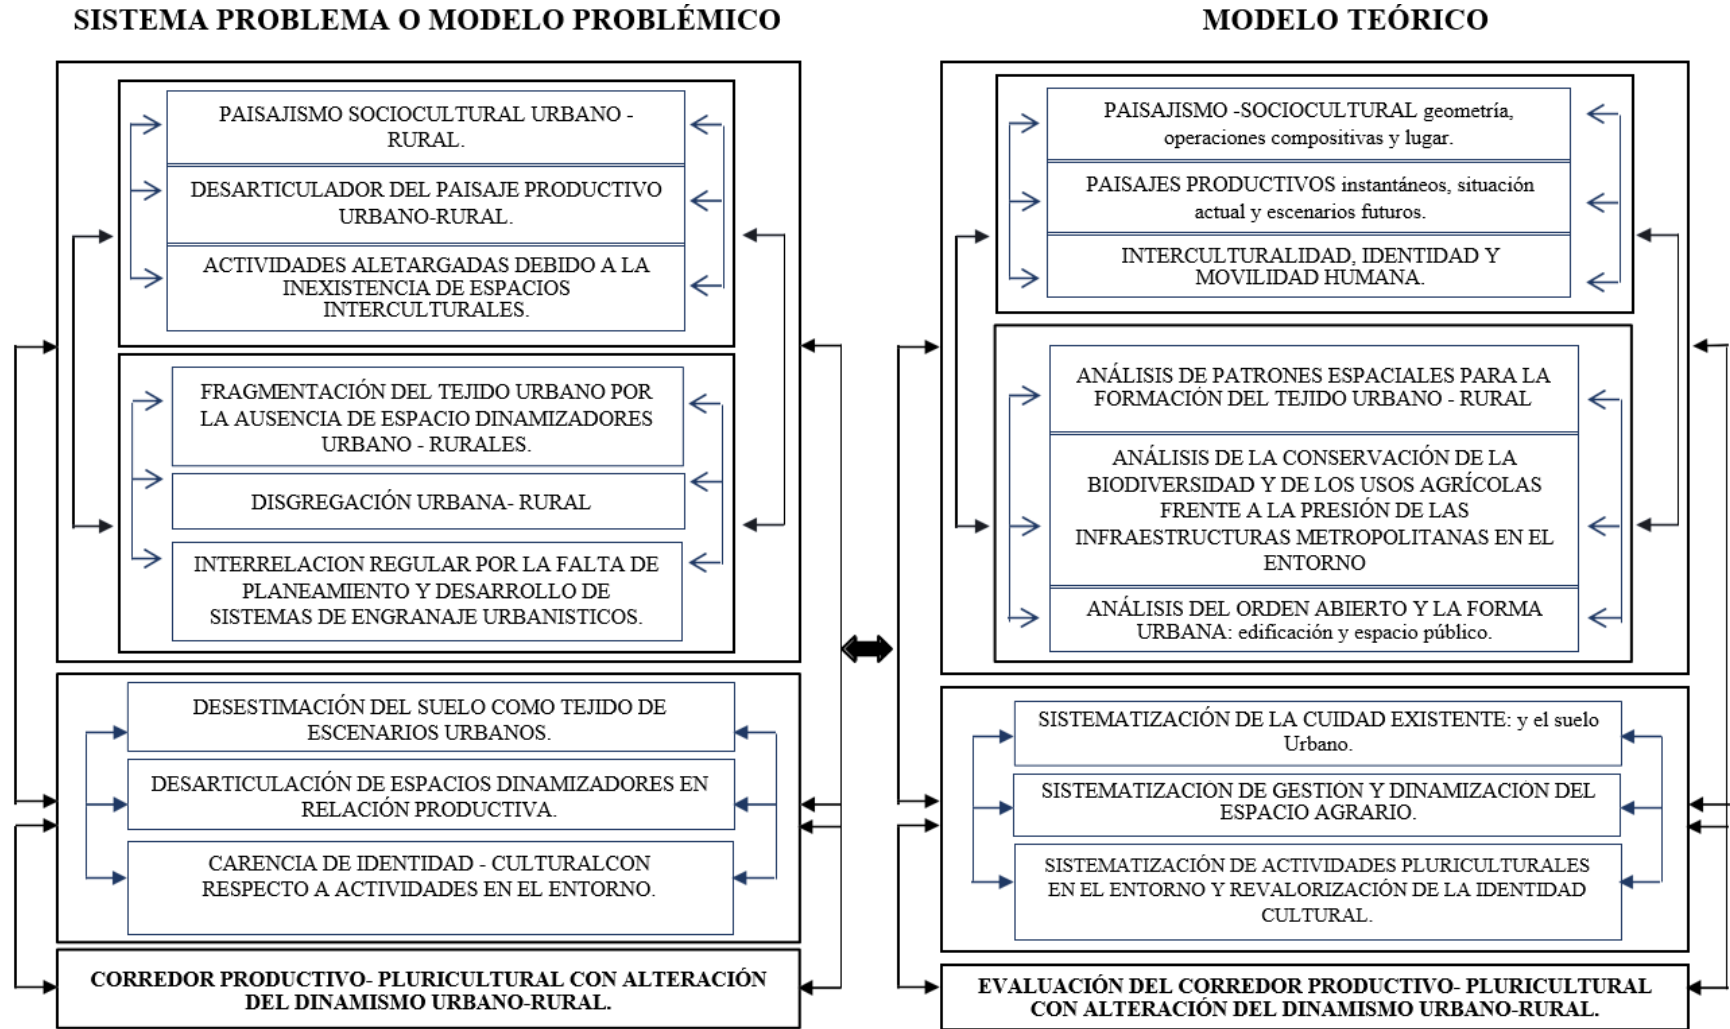 SISTEMA PROBLEMA O MODELO PROBLÉMICO
PAISAJISMO SOCIOCULTURAL URBANO -
RURAL.
DESARTICULADOR DEL PAISAJE PRODUCTIVO
URBANO-RURAL.
ACTIVIDADES ALETARGADAS DEBIDO A LA
INEXISTENCIA DE ESPACIOS
INTERCULTURALES.
FRAGMENTACIÓN DEL TEJIDO URBANO POR
LA AUSENCIA DE ESPACIO DINAMIZADORES
URBANO - RURALES.
DISGREGACIÓN URBANA- RURAL
INTERRELACION REGULAR POR LA FALTA DE
PLANEAMIENTO Y DESARROLLO DE
SISTEMAS DE ENGRANAJE URBANISTICOS.
DESESTIMACIÓN DEL SUELO COMO TEJIDO DE
ESCENARIOS URBANOS.
DESARTICULACIÓN DE ESPACIOS DINAMIZADORES EN
RELACIÓN PRODUCTIVA.
CARENCIA DE IDENTIDAD - CULTURALCON
RESPECTO A ACTIVIDADES EN EL ENTORNO.
CORREDOR PRODUCTIVO- PLURICULTURAL CON ALTERACIÓN
DEL DINAMISMO URBANO-RURAL.
MODELO TEÓRICO
PAISAJISMO -SOCIOCULTURAL geometría,
operaciones compositivas y lugar.
PAISAJES PRODUCTIVOS instantáneos, situación
actual y escenarios futuros.
INTERCULTURALIDAD, IDENTIDAD Y
MOVILIDAD HUMANA.
ANÁLISIS DE PATRONES ESPACIALES PARA LA
FORMACIÓN DEL TEJIDO URBANO - RURAL
ANÁLISIS DE LA CONSERVACIÓN DE LA
BIODIVERSIDAD Y DE LOS USOS AGRÍCOLAS
FRENTE A LA PRESIÓN DE LAS
INFRAESTRUCTURAS METROPOLITANAS EN EL
ENTORNO
ANÁLISIS DEL ORDEN ABIERTO Y LA FORMA
URBANA: edificación y espacio público.
SISTEMATIZACIÓN DE LA CUIDAD EXISTENTE: y el suelo
Urbano.
SISTEMATIZACIÓN DE GESTIÓN Y DINAMIZACIÓN DEL
ESPACIO AGRARIO.
SISTEMATIZACIÓN DE ACTIVIDADES PLURICULTURALES
EN EL ENTORNO Y REVALORIZACIÓN DE LA IDENTIDAD
CULTURAL.
EVALUACIÓN DEL CORREDOR PRODUCTIVO- PLURICULTURAL
CON ALTERACIÓN DEL DINAMISMO URBANO-RURAL.